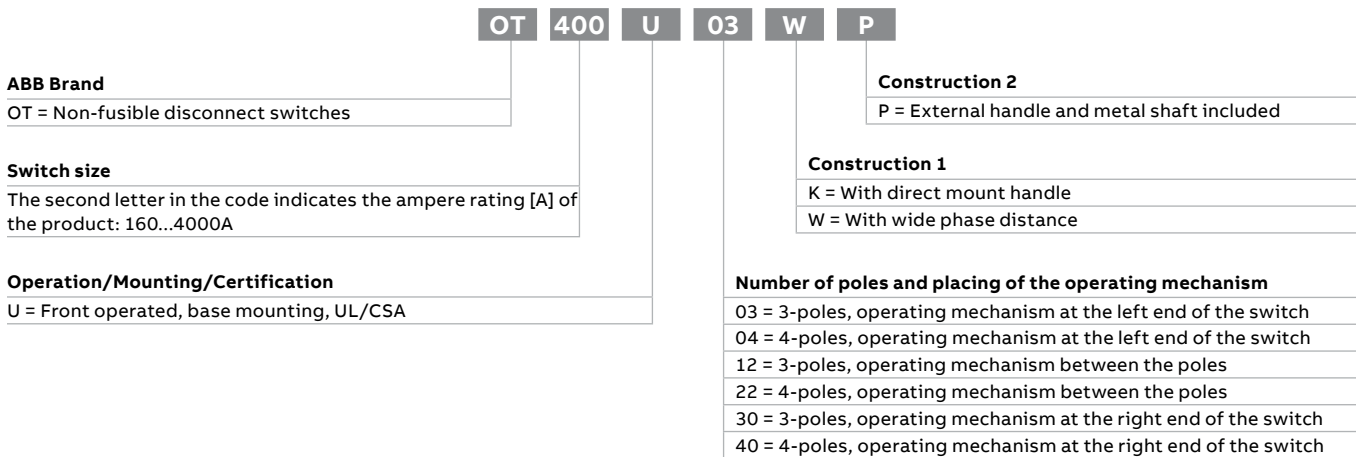 OT 400 U 03 W P
ABB Brand
OT = Non-fusible disconnect switches
Switch size
The second letter in the code indicates the ampere rating [A] of
the product: 160...4000A
Operation/Mounting/Certification
U = Front operated, base mounting, UL/CSA
Construction 2
P = External handle and metal shaft included
Construction 1
K = With direct mount handle
W = With wide phase distance
Number of poles and placing of the operating mechanism
03 = 3-poles, operating mechanism at the left end of the switch
04 = 4-poles, operating mechanism at the left end of the switch
12 = 3-poles, operating mechanism between the poles
22 = 4-poles, operating mechanism between the poles
30 = 3-poles, operating mechanism at the right end of the switch
40 = 4-poles, operating mechanism at the right end of the switch